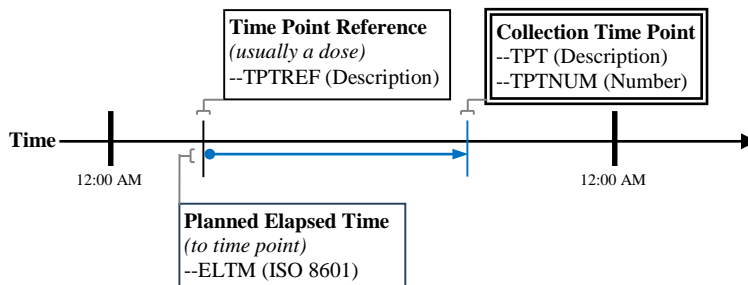 Time Point Reference
(usually a dose)
--TPTREF (Description)
Collection Time Point
--TPT (Description)
--TPTNUM (Number)
Time
12:00 AM
12:00 AM
Planned Elapsed Time
(to time point)
--ELTM (ISO 8601)